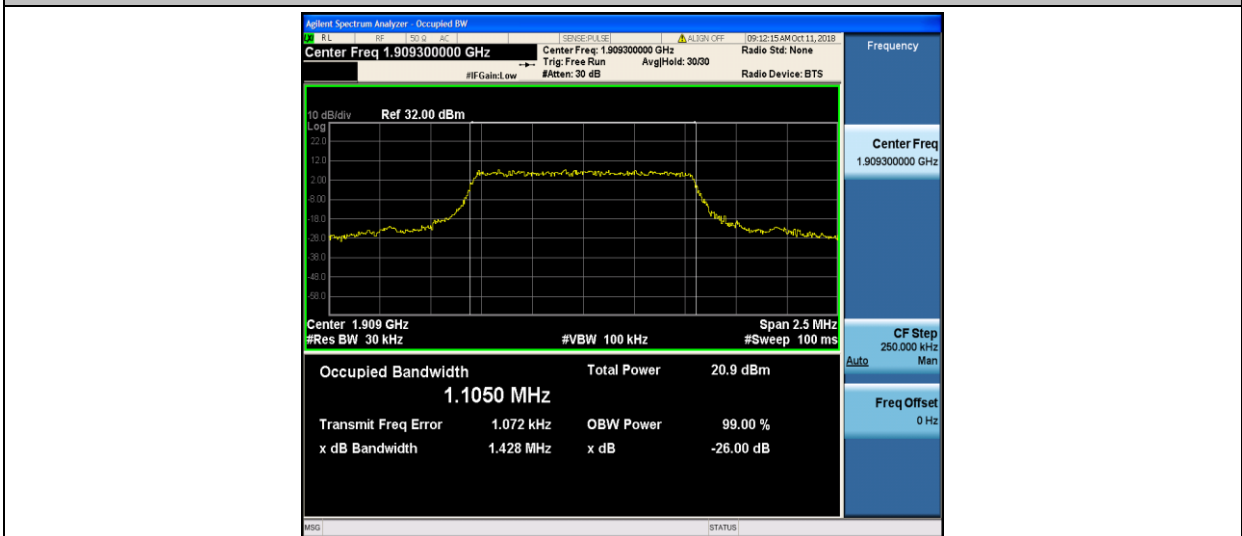 Agilent Spectrum Analyzer - Occupied BW
RL RF 50 Ω AC SENSE:PULSE ALIGN OFF 09:12:15 AM Oct 11, 2018
Center Freq 1.909300000 GHz
Center Freq: 1.909300000 GHz
Radio Std: None
Trig: Free Run
Avg|Hold: 30/30
#IFGain:Low
#Atten: 30 dB
Radio Device: BTS
10 dB/div Ref 32.00 dBm
Log
22.0
12.0
2.00
-8.00
-18.0
-28.0
-38.0
-48.0
-58.0
Center 1.909 GHz Span 2.5 MHz
#Res BW 30 kHz #VBW 100 kHz #Sweep 100 ms
Occupied Bandwidth Total Power 20.9 dBm
1.1050 MHz
Transmit Freq Error 1.072 kHz OBW Power 99.00 %
x dB Bandwidth 1.428 MHz x dB -26.00 dB
MSG STATUS
Frequency
Center Freq
1.909300000 GHz
CF Step
250.000 kHz
Auto Man
Freq Offset
0 Hz